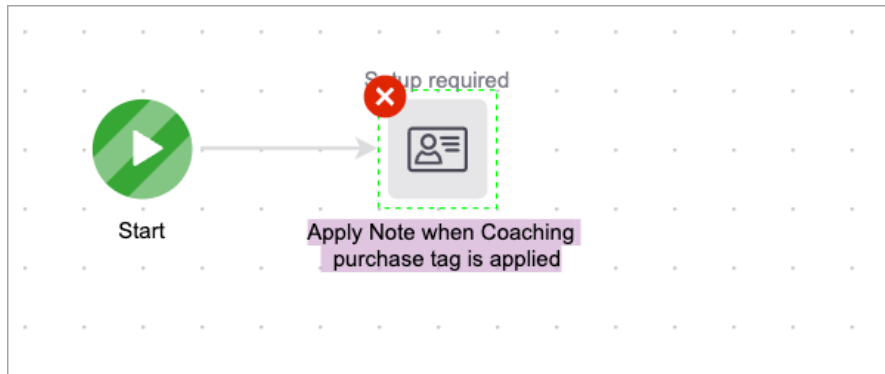 Setup required
Start
Apply Note when Coaching
purchase tag is applied